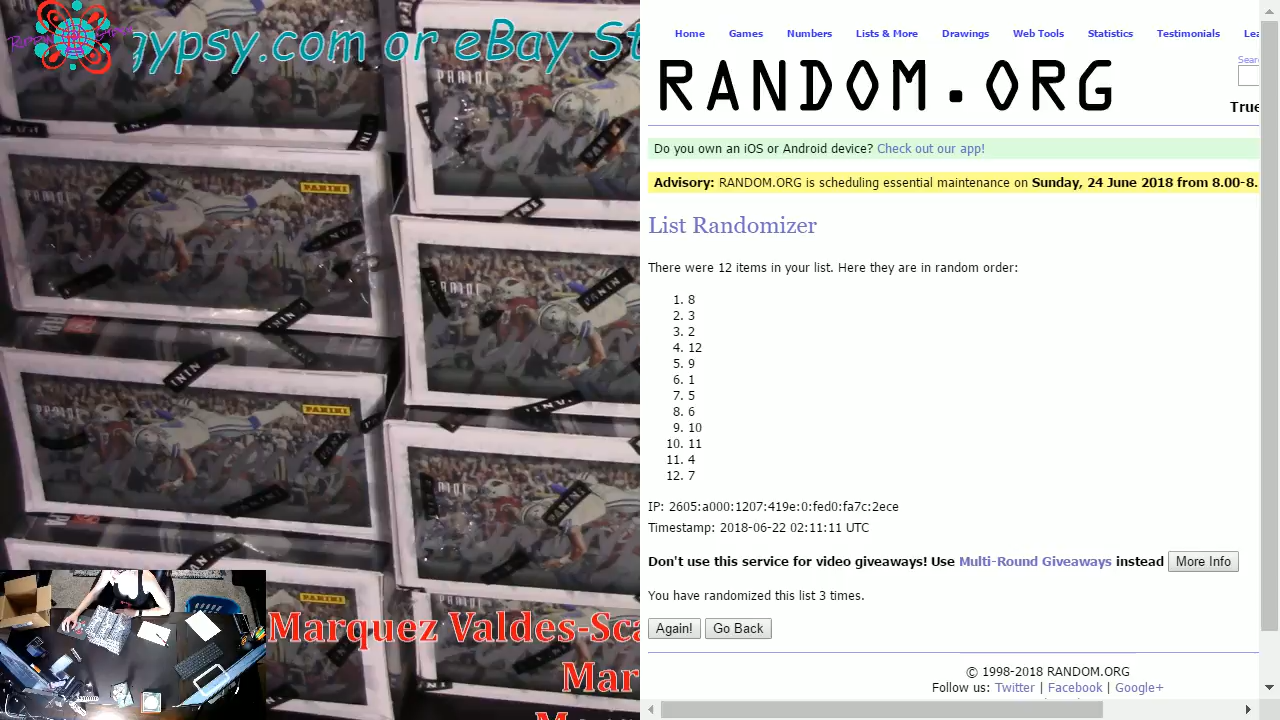 gypsy.com or eBay St
PANINI
PANINI
PANINI
Marquez Valdes-Sca
Mar
M
Home Games Numbers Lists & More Drawings Web Tools Statistics Testimonials Lea
Sear
RANDOM.ORG
True
Do you own an iOS or Android device? Check out our app!
Advisory: RANDOM.ORG is scheduling essential maintenance on Sunday, 24 June 2018 from 8.00-8.
List Randomizer
There were 12 items in your list. Here they are in random order:
1. 8
2. 3
3. 2
4. 12
5. 9
6. 1
7. 5
8. 6
9. 10
10. 11
11. 4
12. 7
IP: 2605:a000:1207:419e:0:fed0:fa7c:2ece
Timestamp: 2018-06-22 02:11:11 UTC
Don't use this service for video giveaways! Use Multi-Round Giveaways instead More Info
You have randomized this list 3 times.
Again! Go Back
© 1998-2018 RANDOM.ORG
Follow us: Twitter | Facebook | Google+